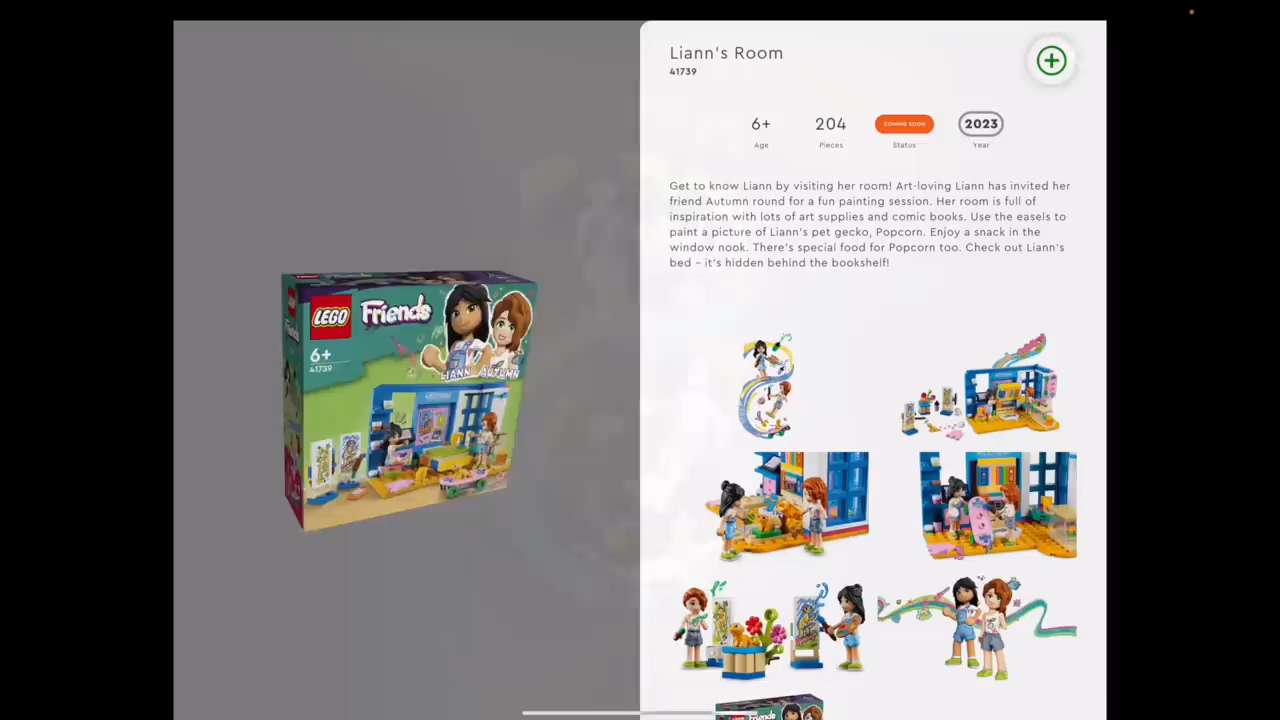 Liann's Room
41739
6+
204
COMING SOON
2023
Age
Pieces
Status
Year
Get to know Liann by visiting her room! Art-loving Liann has invited her
friend Autumn round for a fun painting session. Her room is full of
inspiration with lots of art supplies and comic books. Use the easels to
paint a picture of Liann's pet gecko, Popcorn. Enjoy a snack in the
window nook. There's special food for Popcorn too. Check out Liann's
bed – it's hidden behind the bookshelf!
LEGO
Friends
Friends
6+
41739
LIANN
AUTUMN
Friends